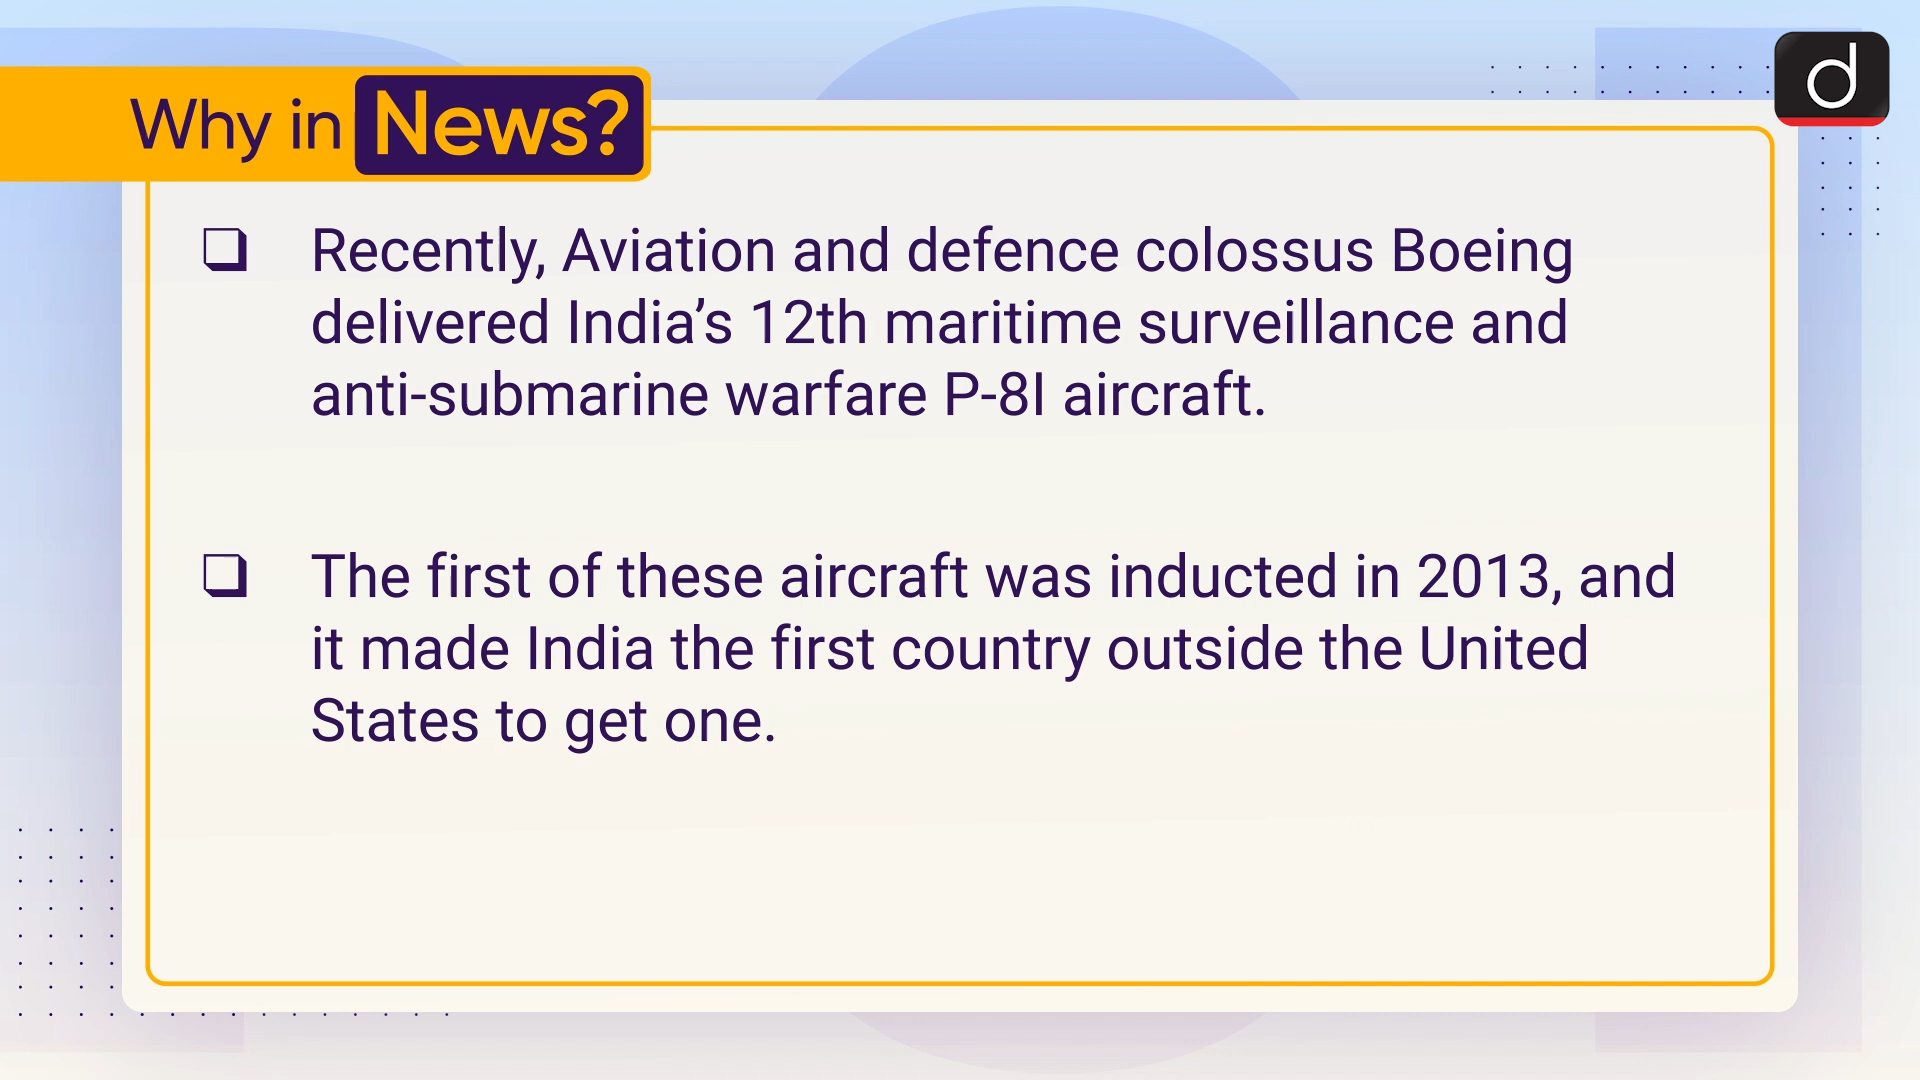 Why in News?
❑ Recently, Aviation and defence colossus Boeing
delivered India’s 12th maritime surveillance and
anti-submarine warfare P-8I aircraft.
❑ The first of these aircraft was inducted in 2013, and
it made India the first country outside the United
States to get one.
d